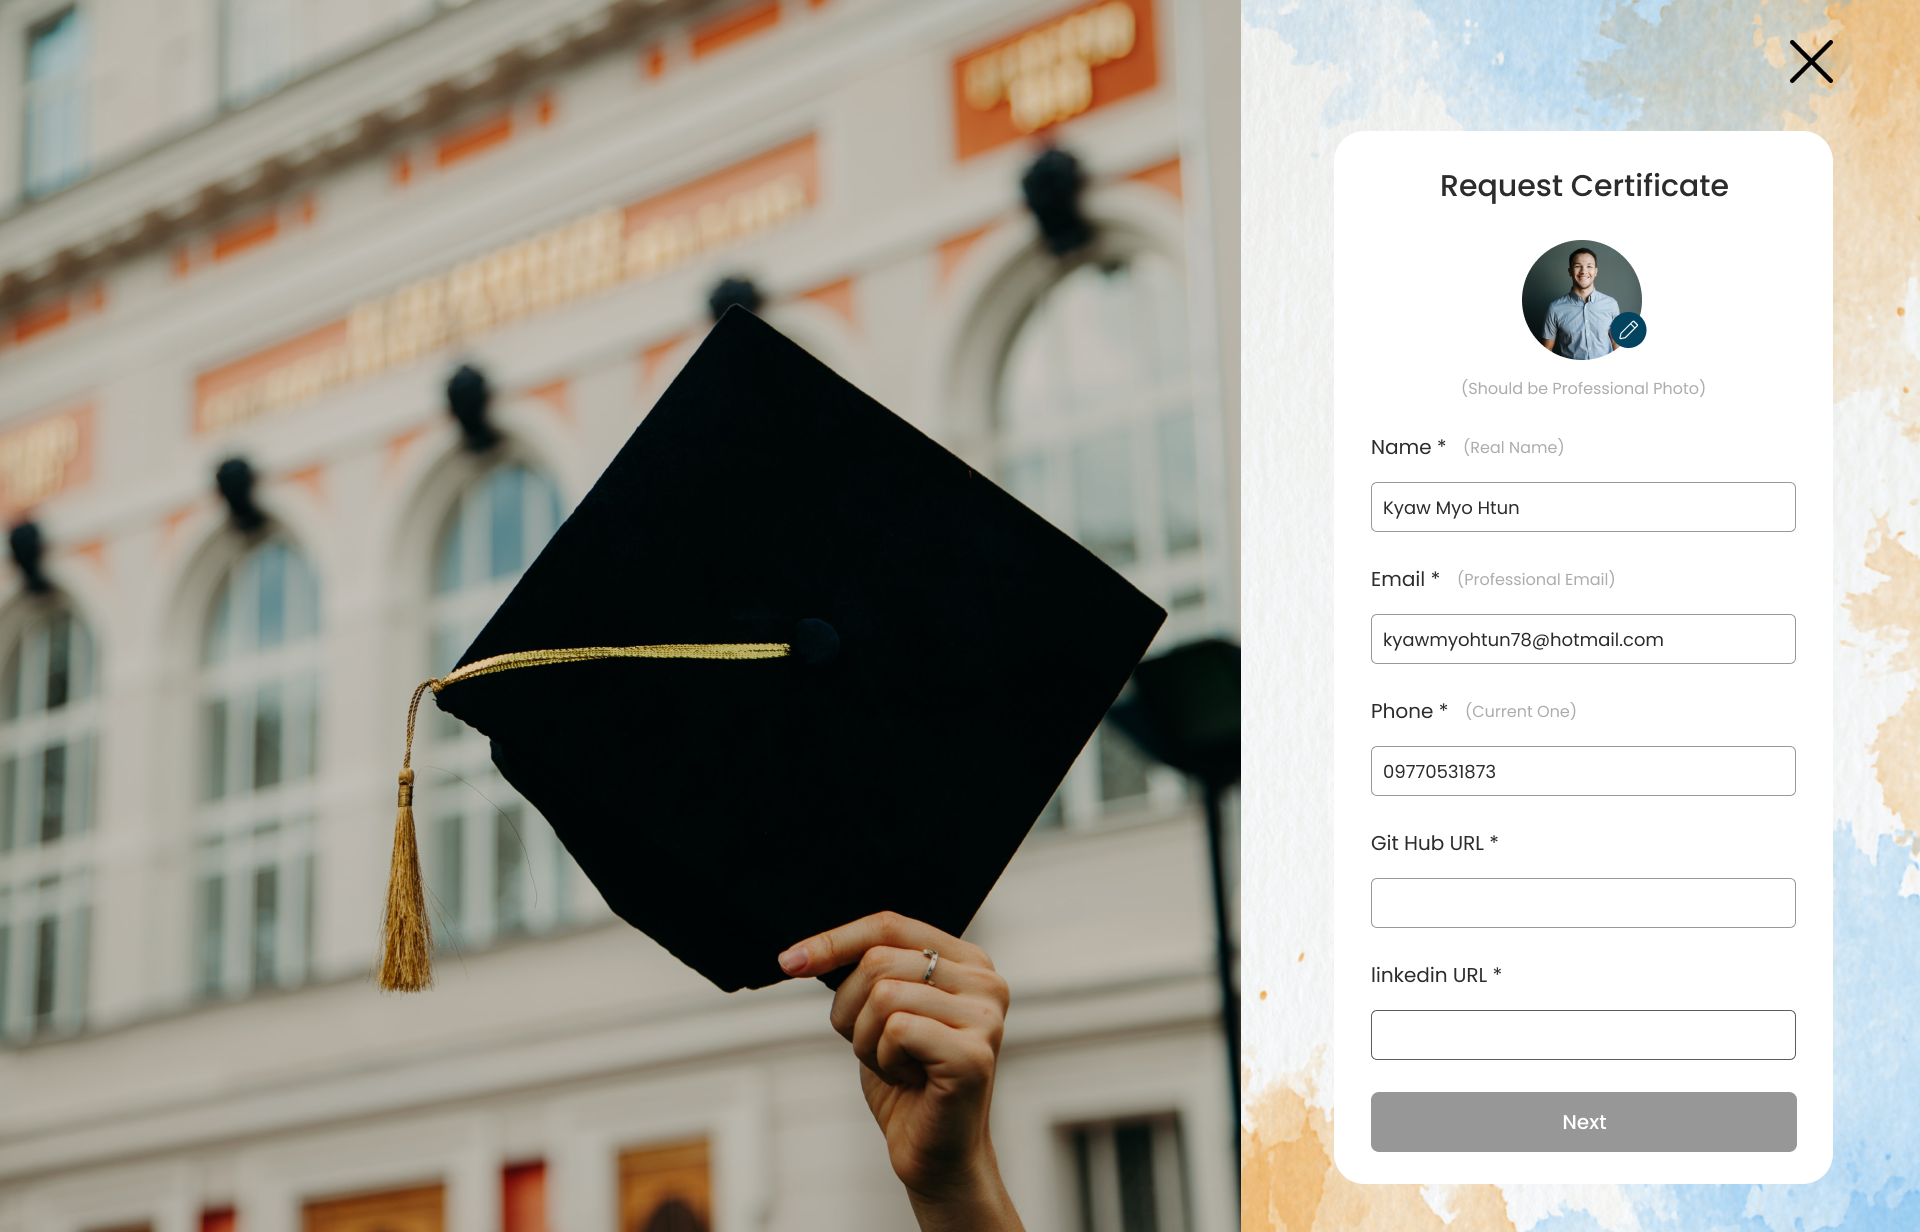 Request Certificate
(Should be Professional Photo)
Name * (Real Name)
Kyaw Myo Htun
Email * (Professional Email)
kyawmyohtun78@hotmail.com
Phone * (Current One)
09770531873
Git Hub URL *
linkedin URL *
Next